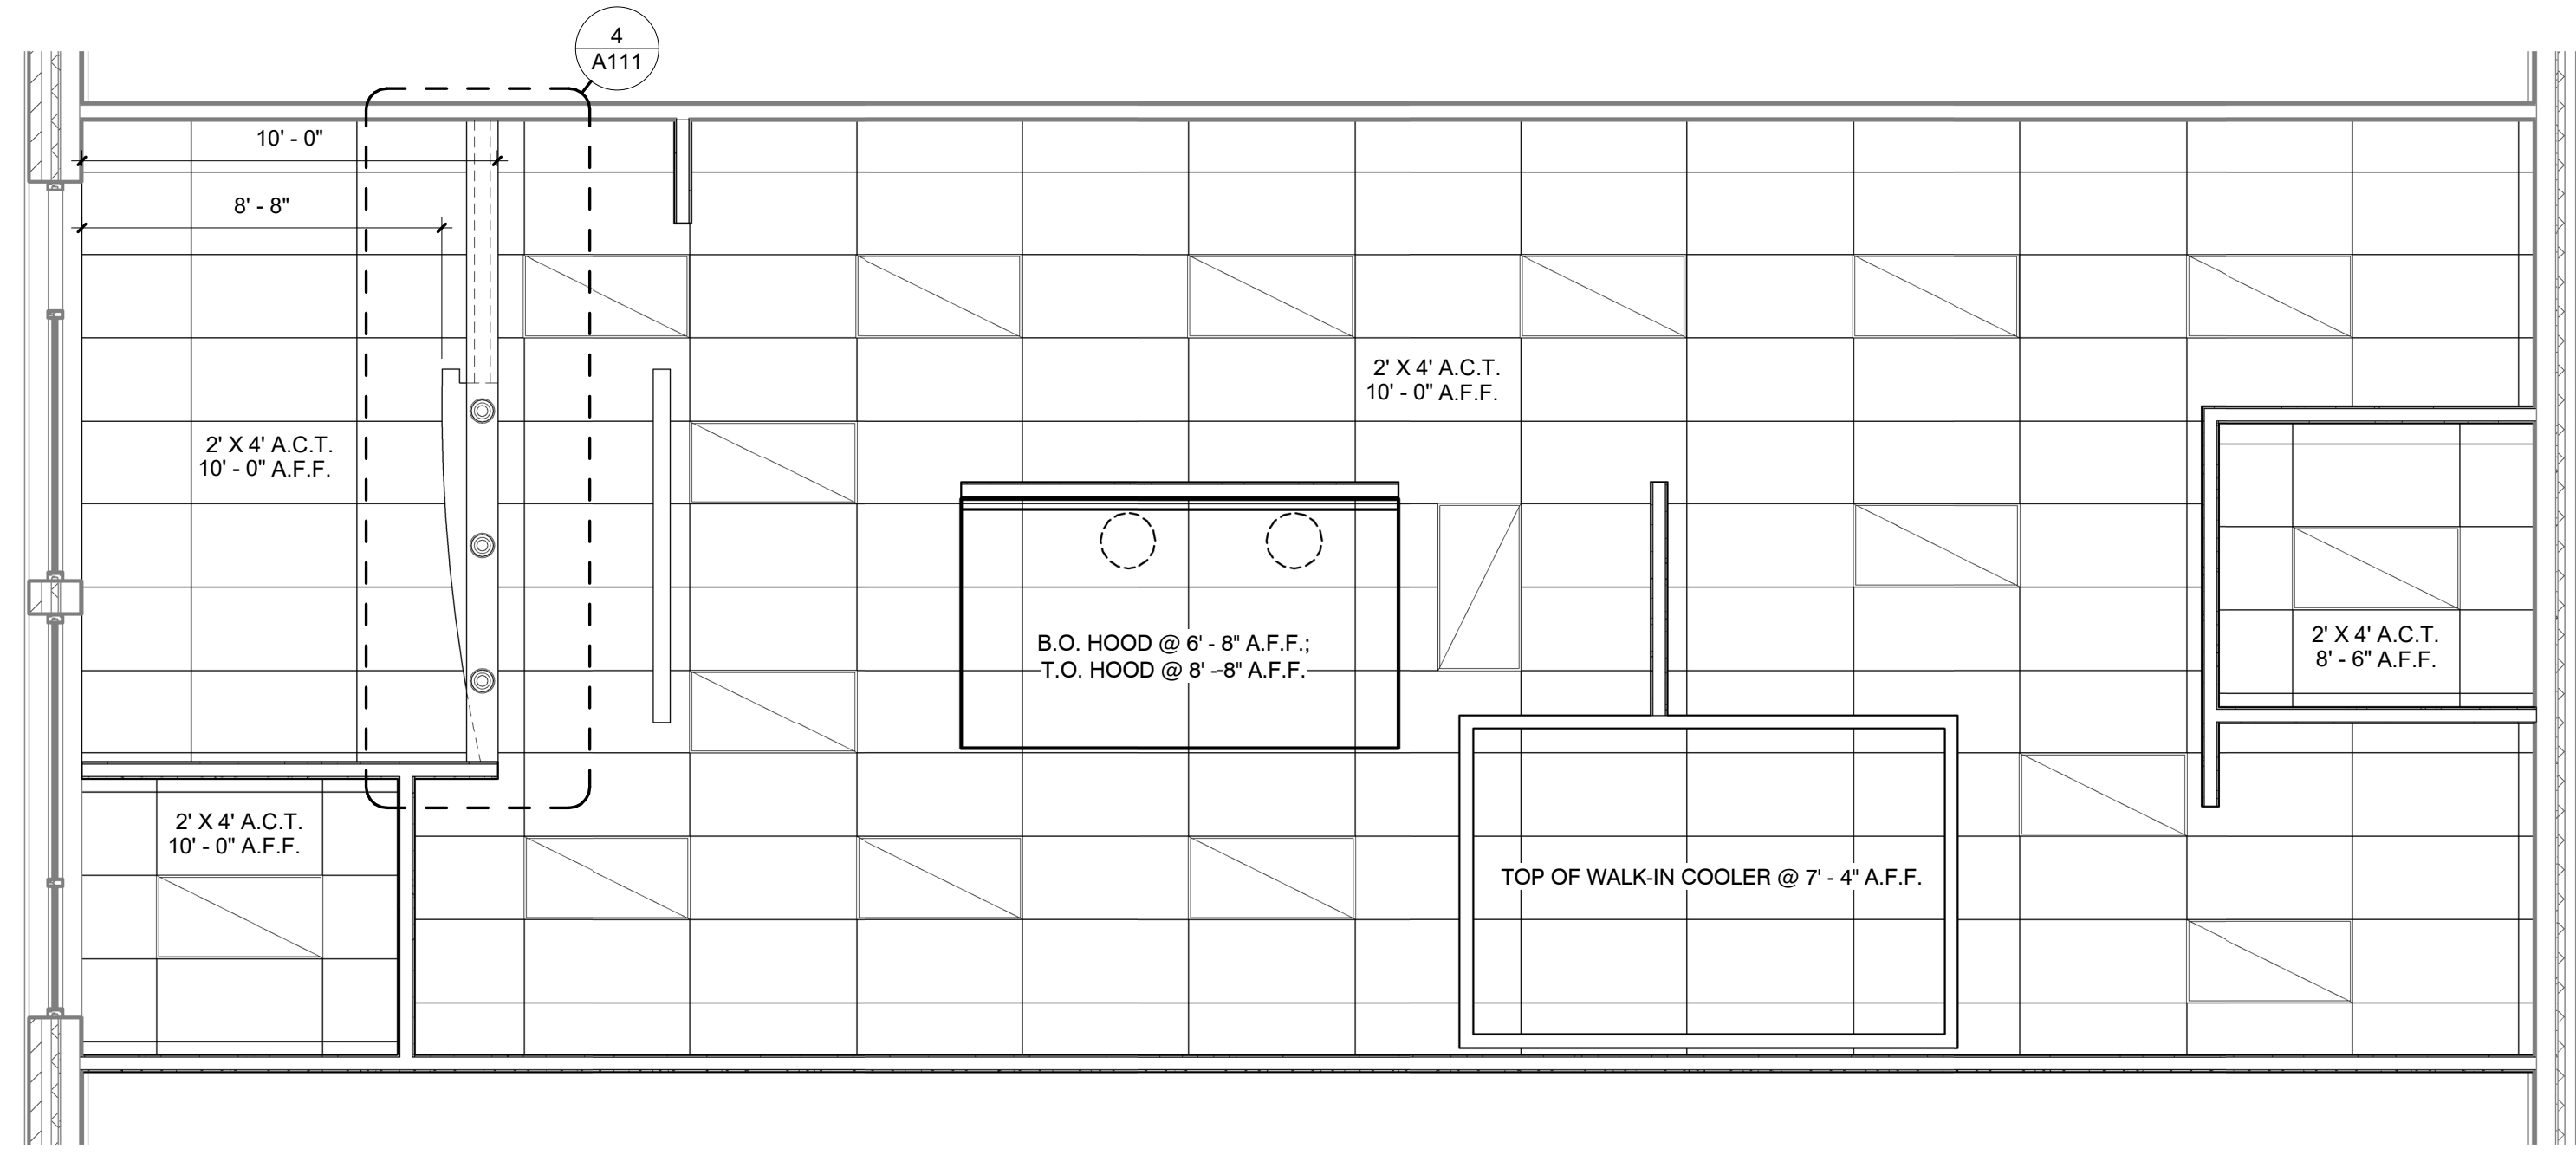 4
A111
10' - 0"
8' - 8"
2' X 4' A.C.T.
10' - 0" A.F.F.
2' X 4' A.C.T.
10' - 0" A.F.F.
B.O. HOOD @ 6' - 8" A.F.F.;
T.O. HOOD @ 8' - 8" A.F.F.
2' X 4' A.C.T.
8' - 6" A.F.F.
2' X 4' A.C.T.
10' - 0" A.F.F.
TOP OF WALK-IN COOLER @ 7' - 4" A.F.F.